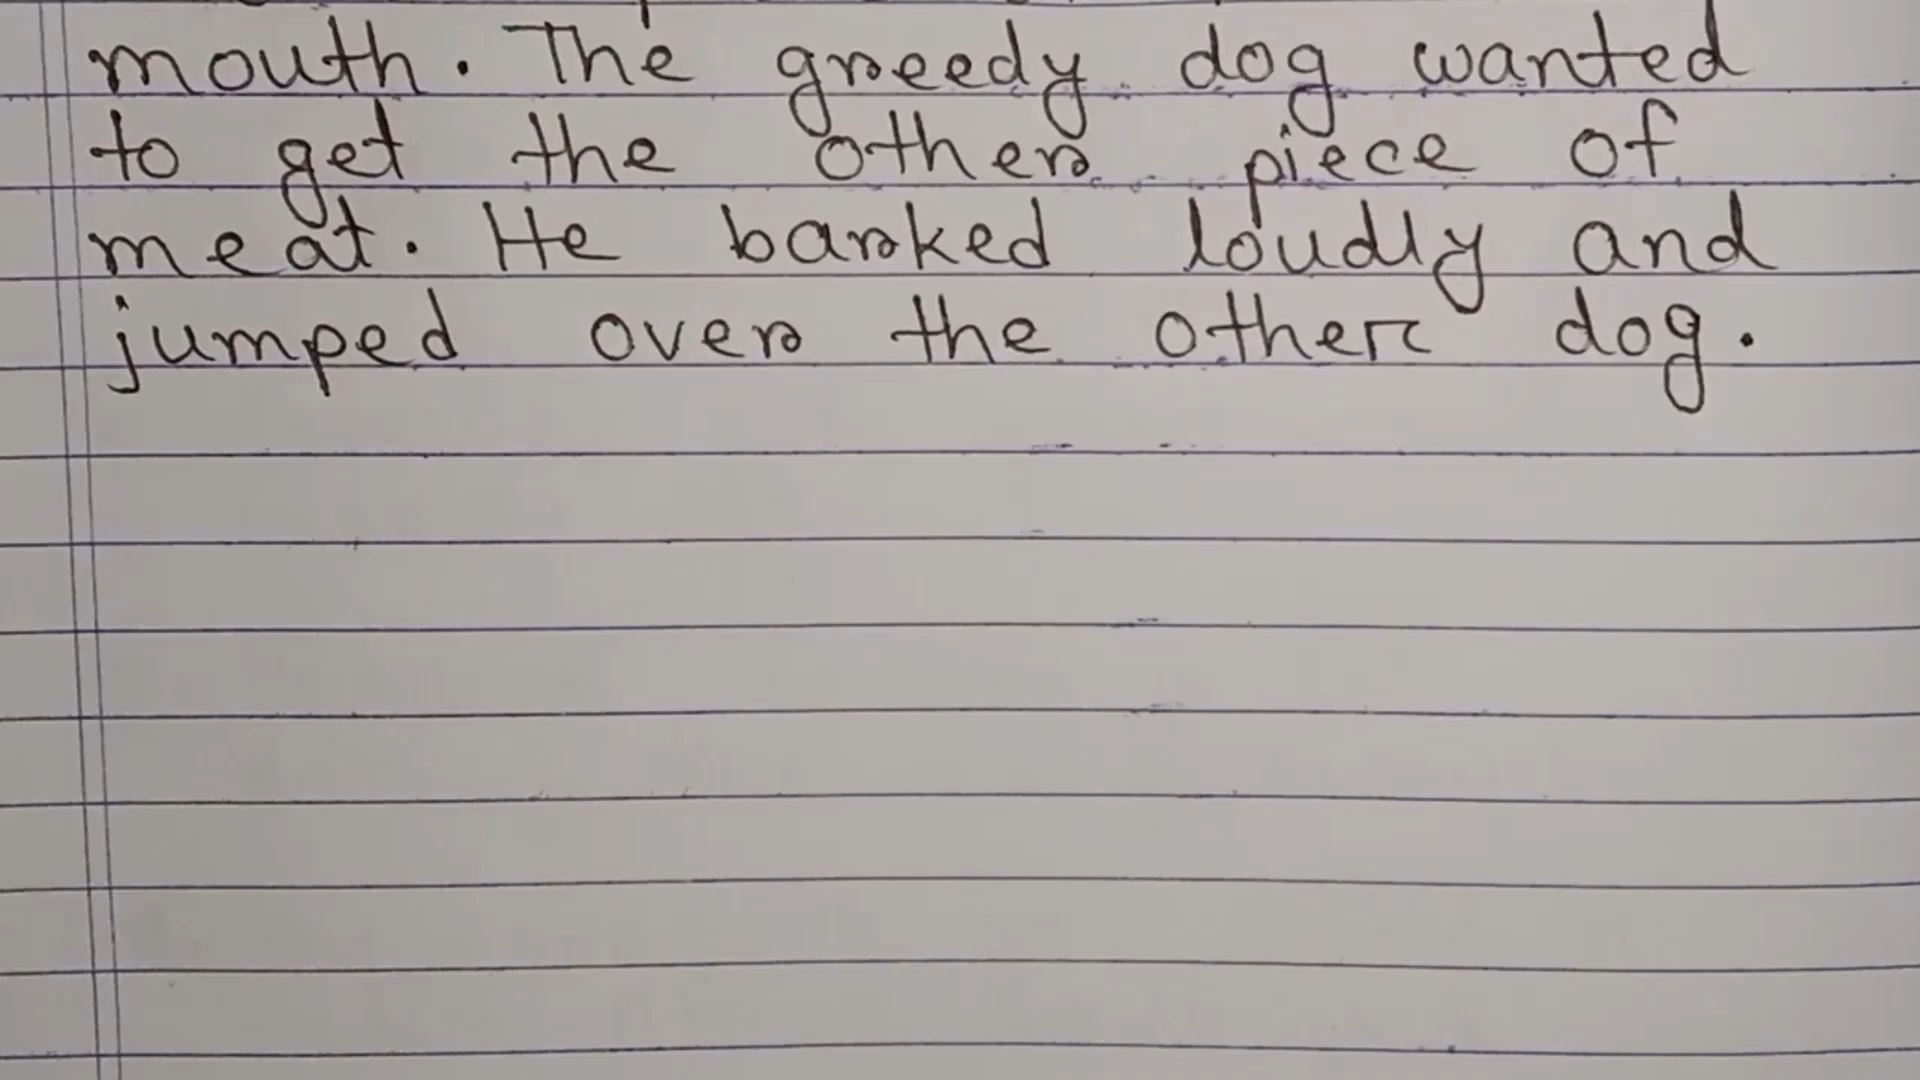 mouth. The greedy dog wanted
to get the other piece of
meat. He barked loudly and
jumped over the other dog.